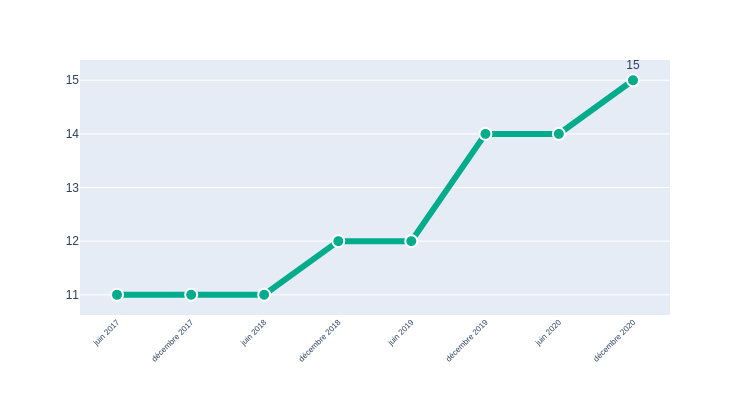 15
15
14
13
12
11
juin 2017
décembre 2017
juin 2018
décembre 2018
juin 2019
décembre 2019
juin 2020
décembre 2020